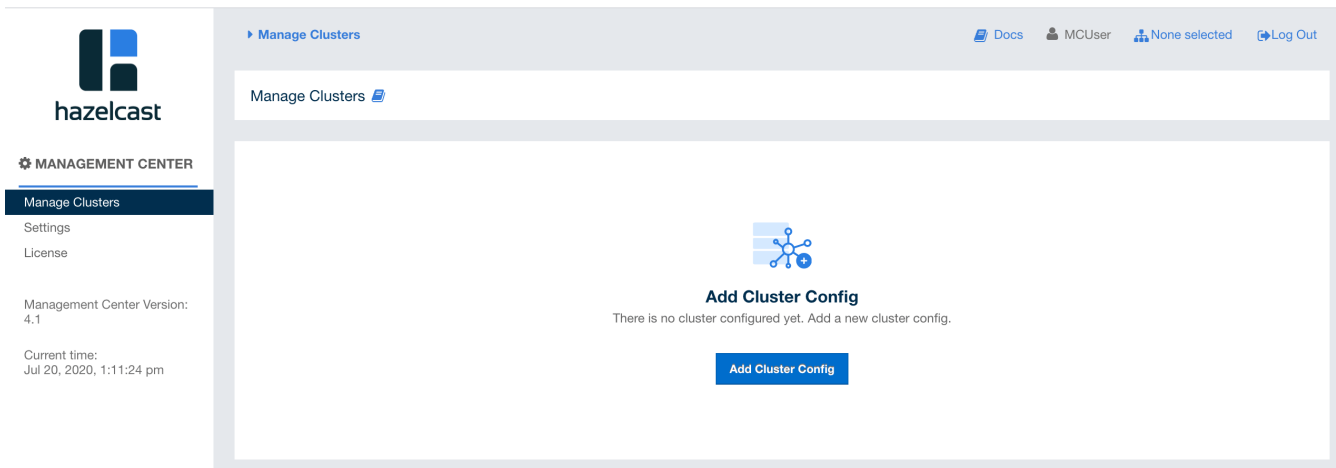 hazelcast
MANAGEMENT CENTER
Manage Clusters
Settings
License
Management Center Version:
4.1
Current time:
Jul 20, 2020, 1:11:24 pm
Manage Clusters
Docs
MCUser
None selected
Log Out
Manage Clusters
Add Cluster Config
There is no cluster configured yet. Add a new cluster config.
Add Cluster Config